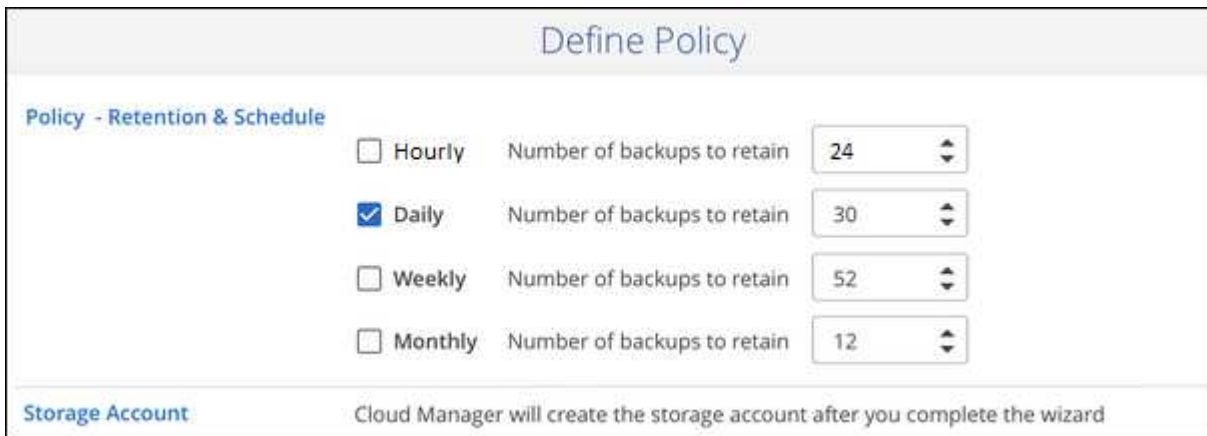 Define Policy
Policy - Retention & Schedule
Hourly Number of backups to retain 24
Daily Number of backups to retain 30
Weekly Number of backups to retain 52
Monthly Number of backups to retain 12
Storage Account Cloud Manager will create the storage account after you complete the wizard